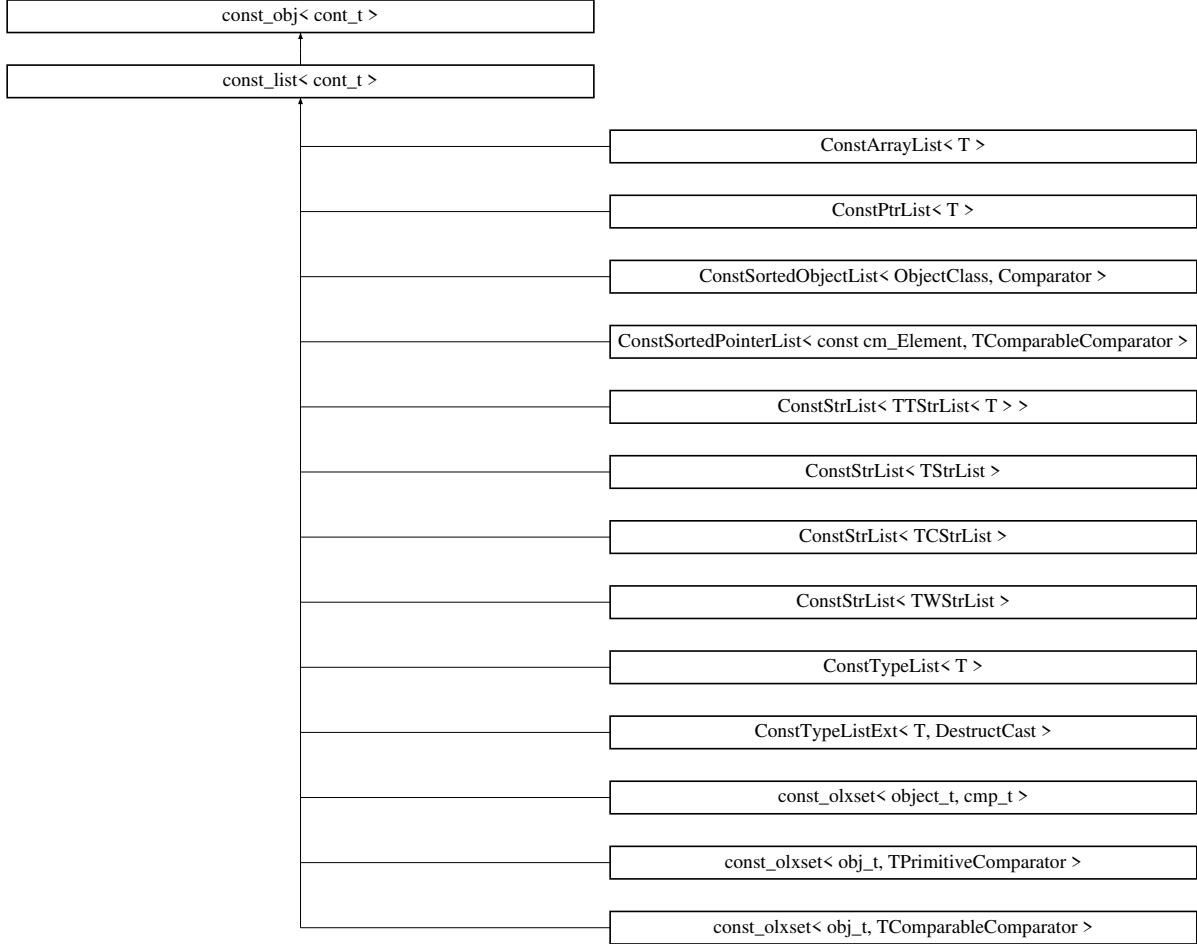 const_obj< cont_t >
const_list< cont_t >
ConstArrayList< T >
ConstPtrList< T >
ConstSortedObjectList< ObjectClass, Comparator >
ConstSortedPointerList< const cm_Element, TComparableComparator >
ConstStrList< TTStrList< T > >
ConstStrList< TStrList >
ConstStrList< TCStrList >
ConstStrList< TWStrList >
ConstTypeList< T >
ConstTypeListExt< T, DestructCast >
const_olxset< object_t, cmp_t >
const_olxset< obj_t, TPrimitiveComparator >
const_olxset< obj_t, TComparableComparator >